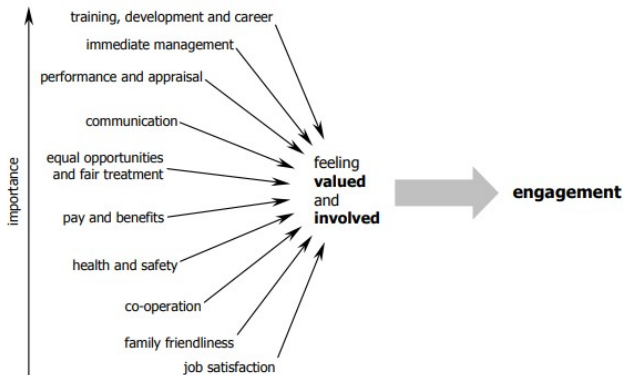 training, development and career
immediate management
performance and appraisal
communication
equal opportunities
and fair treatment
pay and benefits
health and safety
co-operation
family friendliness
job satisfaction
importance
feeling
valued
and
involved
engagement